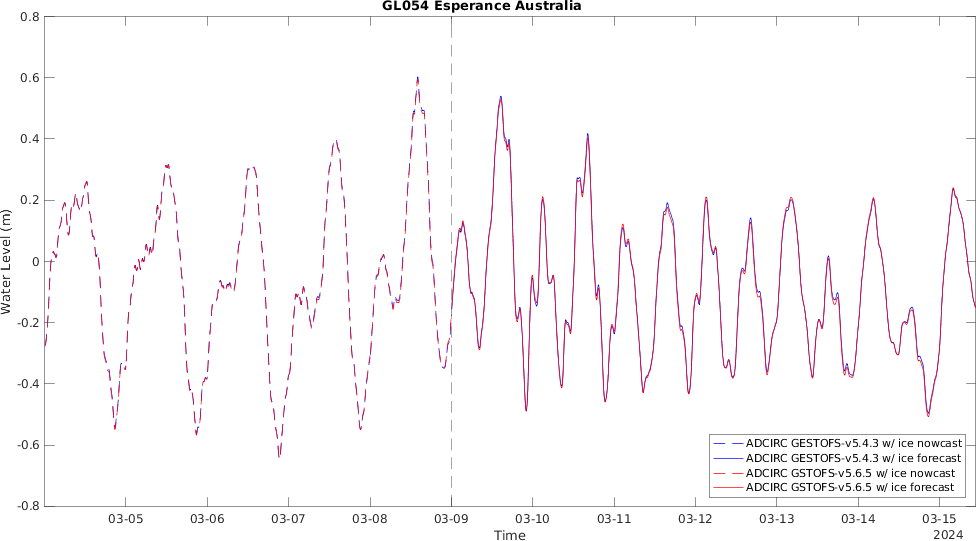 GL054 Esperance Australia
0.8
0.6
0.4
0.2
0
-0.2
-0.4
-0.6
-0.8
Water Level (m)
ADCIRC GESTOFS-v5.4.3 w/ ice nowcast
ADCIRC GESTOFS-v5.4.3 w/ ice forecast
ADCIRC GSTOFS-v5.6.5 w/ ice nowcast
ADCIRC GSTOFS-v5.6.5 w/ ice forecast
03-05 03-06 03-07 03-08 03-09 03-10 03-11 03-12 03-13 03-14 03-15
Time
2024